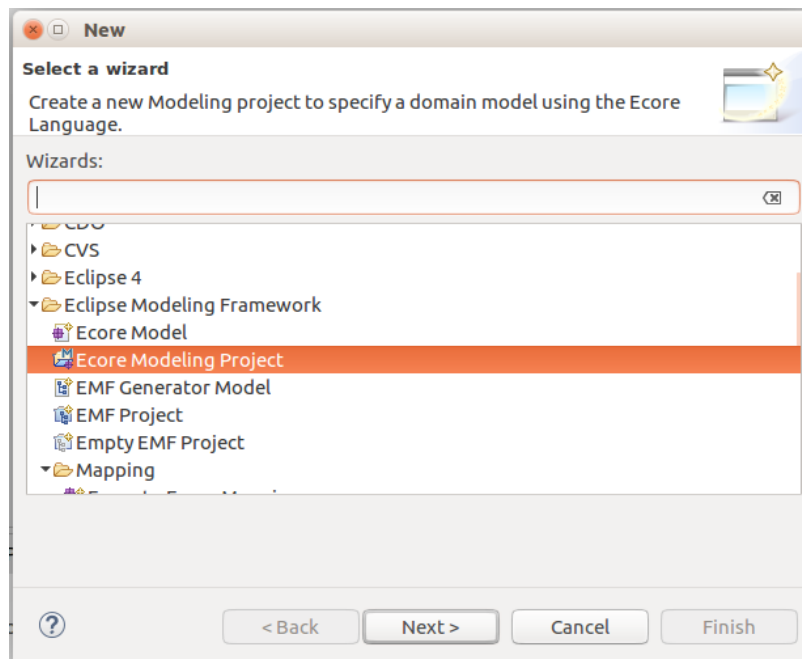 New
Select a wizard
Create a new Modeling project to specify a domain model using the Ecore
Language.
Wizards:
CDO
CVS
Eclipse 4
Eclipse Modeling Framework
Ecore Model
Ecore Modeling Project
EMF Generator Model
EMF Project
Empty EMF Project
Mapping
< Back
Next >
Cancel
Finish